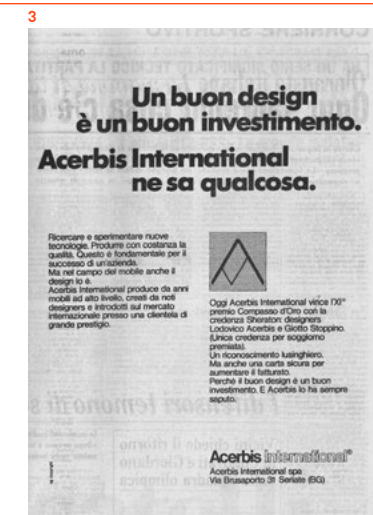 3
CORRIERE SPORTIVO
Un buon design
è un buon investimento.
Acerbis International
ne sa qualcosa.
Ricercare e sperimentare nuove
tecnologie. Produrre con costanza la
qualità. Questo è fondamentale per il
successo di un'azienda.
Ma nel campo del mobile anche il
design lo è.
Acerbis International produce da anni
mobili ad alto livello, creati da noti
designers e introdotti sul mercato
internazionale presso una clientela di
grande prestigio.
Oggi Acerbis International vince l'XI°
premio Compasso d'Oro con la
credenza Sheraton: designers
Lodovico Acerbis e Giotto Stoppino.
(Unica credenza per soggiorno
premiata).
Un riconoscimento lusinghiero.
Ma anche una carta sicura per
aumentare il fatturato.
Perché il buon design è un buon
investimento. E Acerbis lo ha sempre
saputo.
Acerbis International®
Acerbis International spa
Via Brusaporto 31 Seriate (BG)